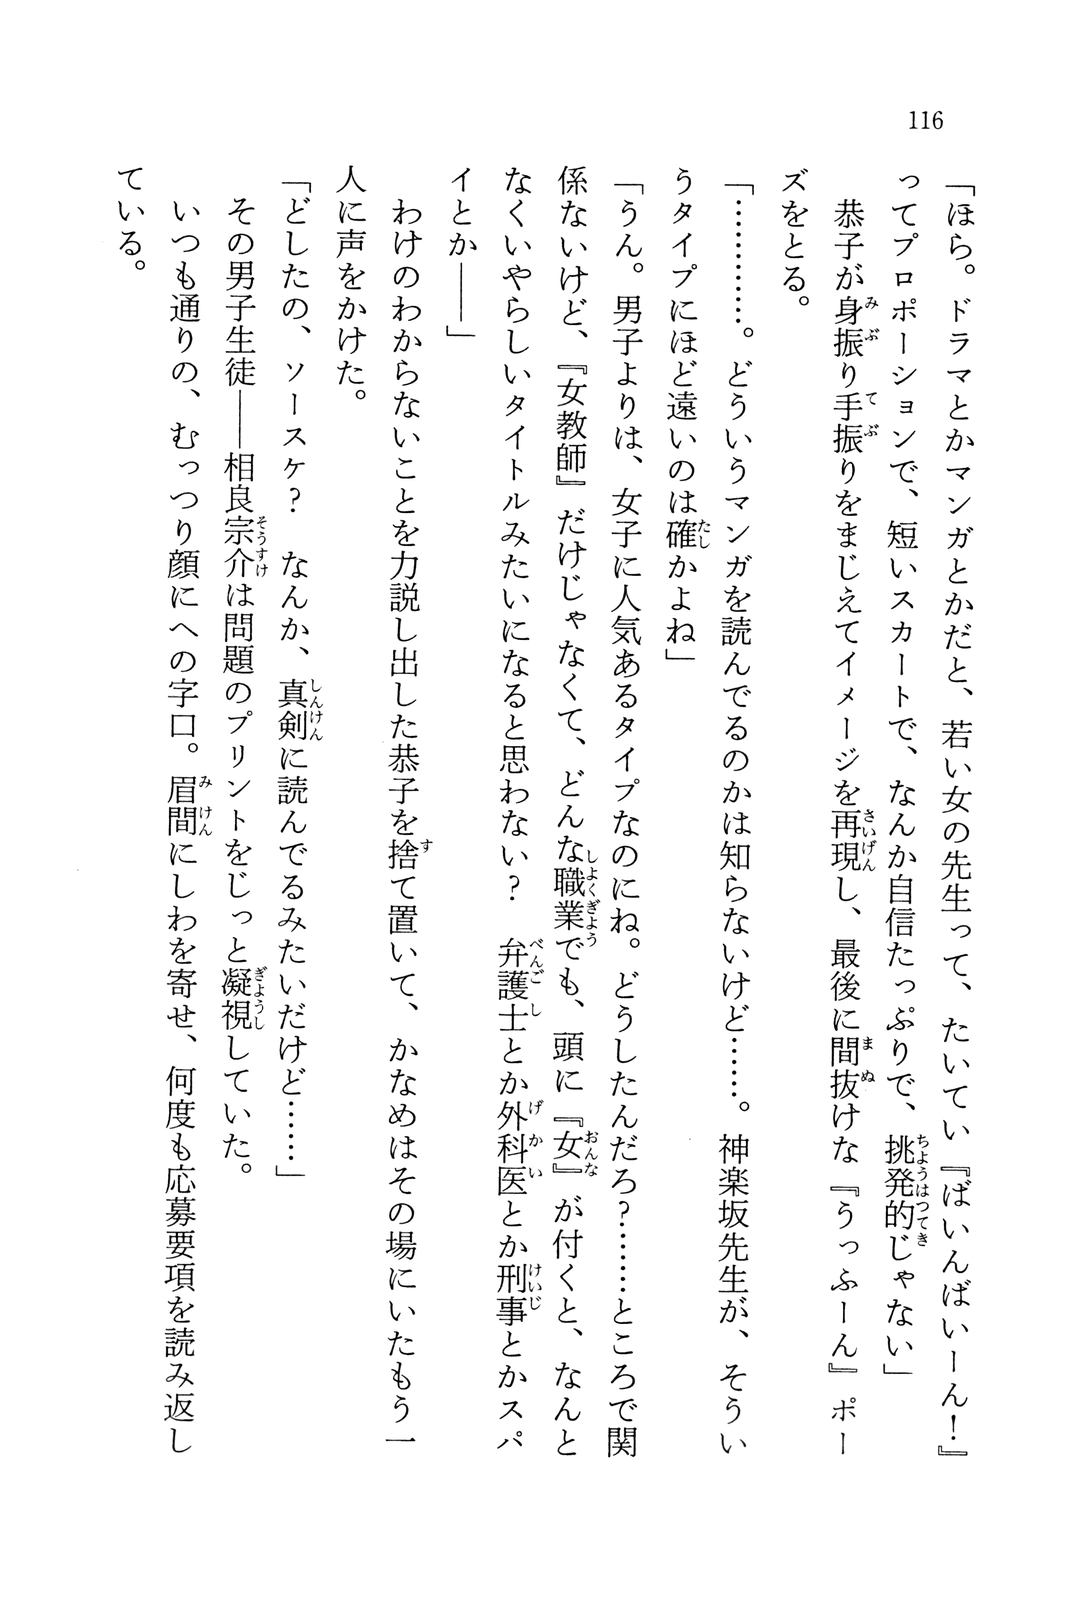 116
「ほら。ドラマとかマンガとかだと、若い女の先生って、たいてい『ばいんばいーん！』
ってプロポーションで、短いスカートで、なんか自信たっぷりで、挑発的じゃない」
恭子が身振り手振りをまじえてイメージを再現し、最後に間抜けな『うっふーん』ポー
ズをとる。
「…………。どういうマンガを読んでるのかは知らないけど……。神楽坂先生が、そうい
うタイプにほど遠いのは確かよね」
「うん。男子よりは、女子に人気あるタイプなのにね。どうしたんだろ？……ところで関
係ないけど、『女教師』だけじゃなくて、どんな職業でも、頭に『女』が付くと、なんと
なくいやらしいタイトルみたいになると思わない？　弁護士とか外科医とか刑事とかスパ
イとか――」
わけのわからないことを力説し出した恭子を捨て置いて、かなめはその場にいたもう一
人に声をかけた。
「どしたの、ソースケ？　なんか、真剣に読んでるみたいだけど……」
その男子生徒――相良宗介は問題のプリントをじっと凝視していた。
いつも通りの、むっつり顔にへの字口。眉間にしわを寄せ、何度も応募要項を読み返し
ている。